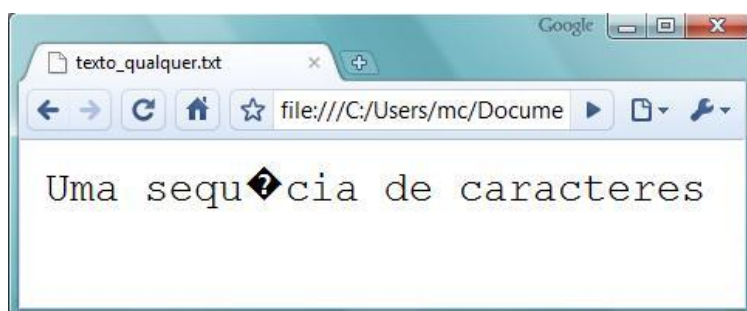 Google
texto_qualquer.txt
file:///C:/Users/mc/Docume
Uma sequ�cia de caracteres